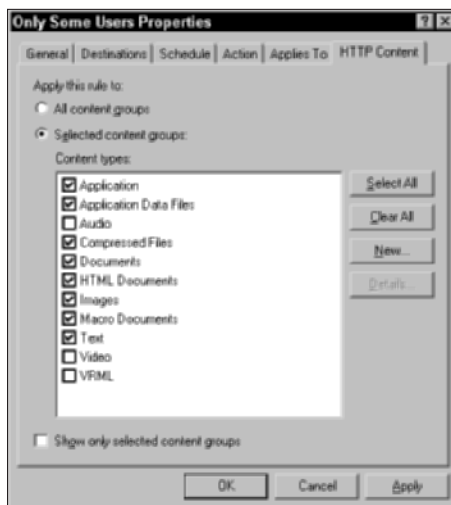 Only Some Users Properties
General Destinations Schedule Action Applies To HTTP Content
Apply this rule to:
All content groups
Selected content groups:
Content types:
Application
Application Data Files
Audio
Compressed Files
Documents
HTML Documents
Images
Macro Documents
Text
Video
VRML
Select All
Clear All
New...
Details...
Show only selected content groups
OK Cancel Apply